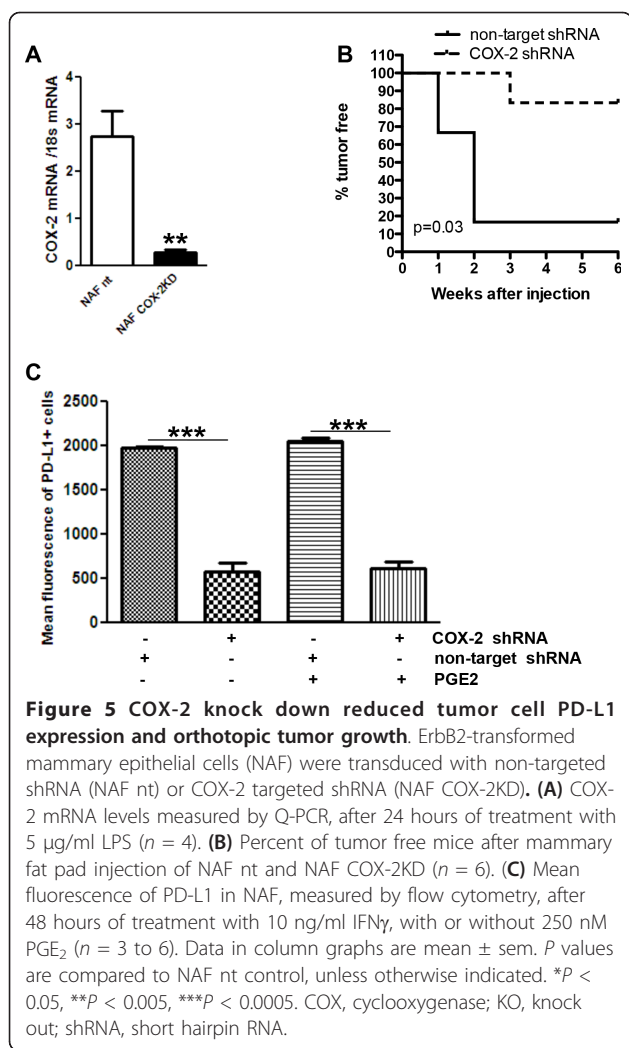 A
COX-2 mRNA /18s mRNA
4
3
2
1
0
**
NAF nt
NAF COX-2KD
B
non-target shRNA
COX-2 shRNA
% tumor free
110
100
90
80
70
60
50
40
30
20
10
0
p=0.03
0 1 2 3 4 5 6
Weeks after injection
C
Mean fluorescence of PD-L1+ cells
2500
2000
1500
1000
500
0
*** ***
- + - + COX-2 shRNA
+ - + - non-target shRNA
- - + + PGE2
Figure 5 COX-2 knock down reduced tumor cell PD-L1
expression and orthotopic tumor growth. ErbB2-transformed
mammary epithelial cells (NAF) were transduced with non-targeted
shRNA (NAF nt) or COX-2 targeted shRNA (NAF COX-2KD). (A) COX-
2 mRNA levels measured by Q-PCR, after 24 hours of treatment with
5 μg/ml LPS (n = 4). (B) Percent of tumor free mice after mammary
fat pad injection of NAF nt and NAF COX-2KD (n = 6). (C) Mean
fluorescence of PD-L1 in NAF, measured by flow cytometry, after
48 hours of treatment with 10 ng/ml IFNγ, with or without 250 nM
PGE₂ (n = 3 to 6). Data in column graphs are mean ± sem. P values
are compared to NAF nt control, unless otherwise indicated. *P <
0.05, **P < 0.005, ***P < 0.0005. COX, cyclooxygenase; KO, knock
out; shRNA, short hairpin RNA.